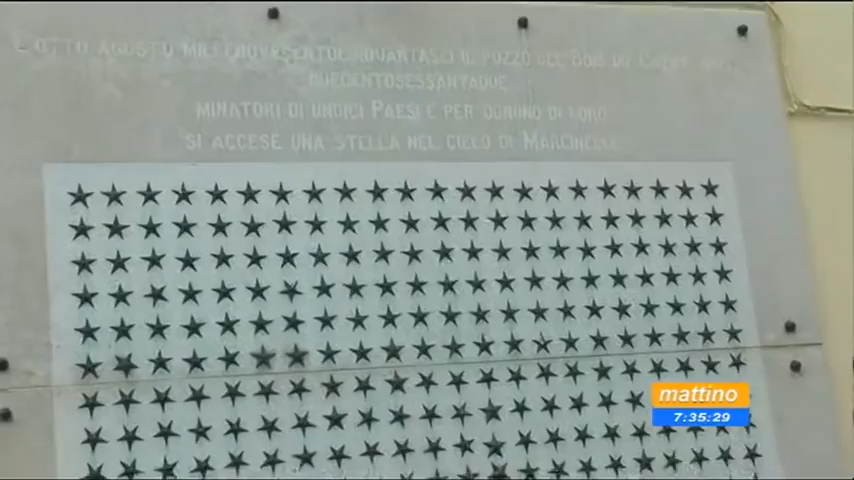 OTTO AGOSTO MILLENOVECENTOCINQUANTASEI IL POZZO DEL BOIS DU
DUECENTOSESSANTADUE
MINATORI DI UNDICI PAESI E PER OGNUNO DI LORO
SI ACCESE UNA STELLA NEL CIELO DI MARCINELLE
mattino
7:35:29